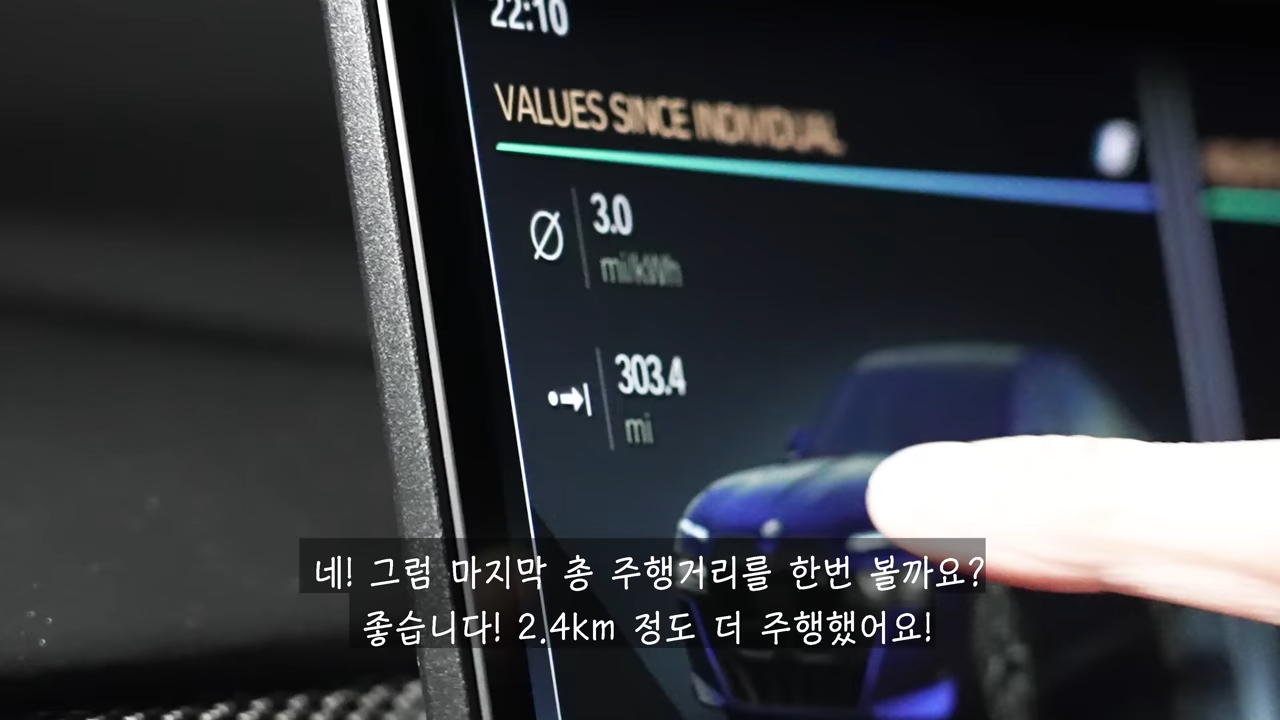 22:10
VALUES SINCE INDIVIDUAL
3.0
mi/kWh
303.4
mi
네! 그럼 마지막 총 주행거리를 한번 볼까요?
좋습니다! 2.4km 정도 더 주행했어요!